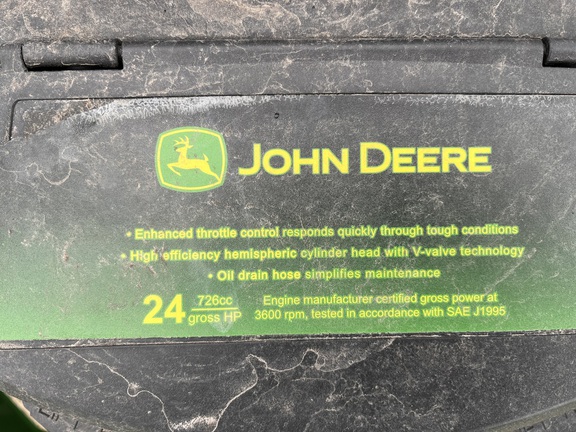 JOHN DEERE
• Enhanced throttle control responds quickly through tough conditions
• High efficiency hemispheric cylinder head with V-valve technology
• Oil drain hose simplifies maintenance
24 726cc gross HP
Engine manufacturer certified gross power at
3600 rpm, tested in accordance with SAE J1995